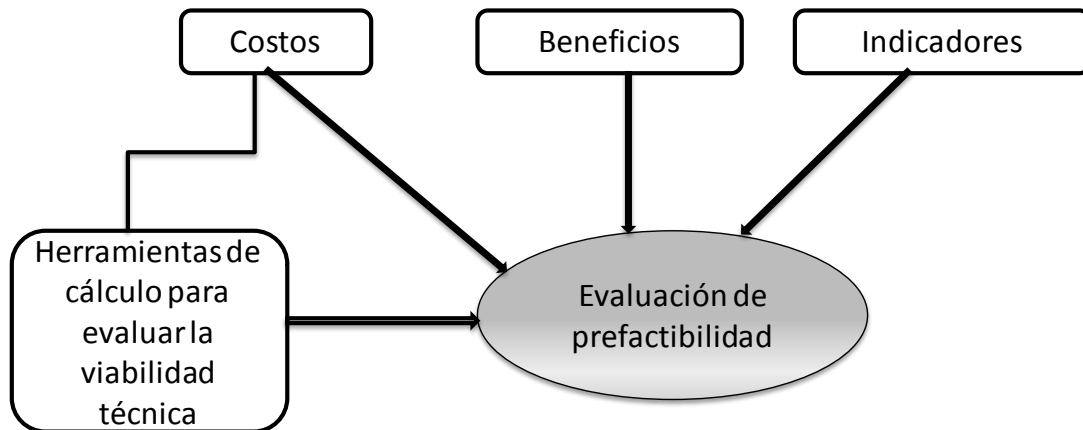 Costos
Beneficios
Indicadores
Herramientas de
cálculo para
evaluar la
viabilidad
técnica
Evaluación de
prefactibilidad